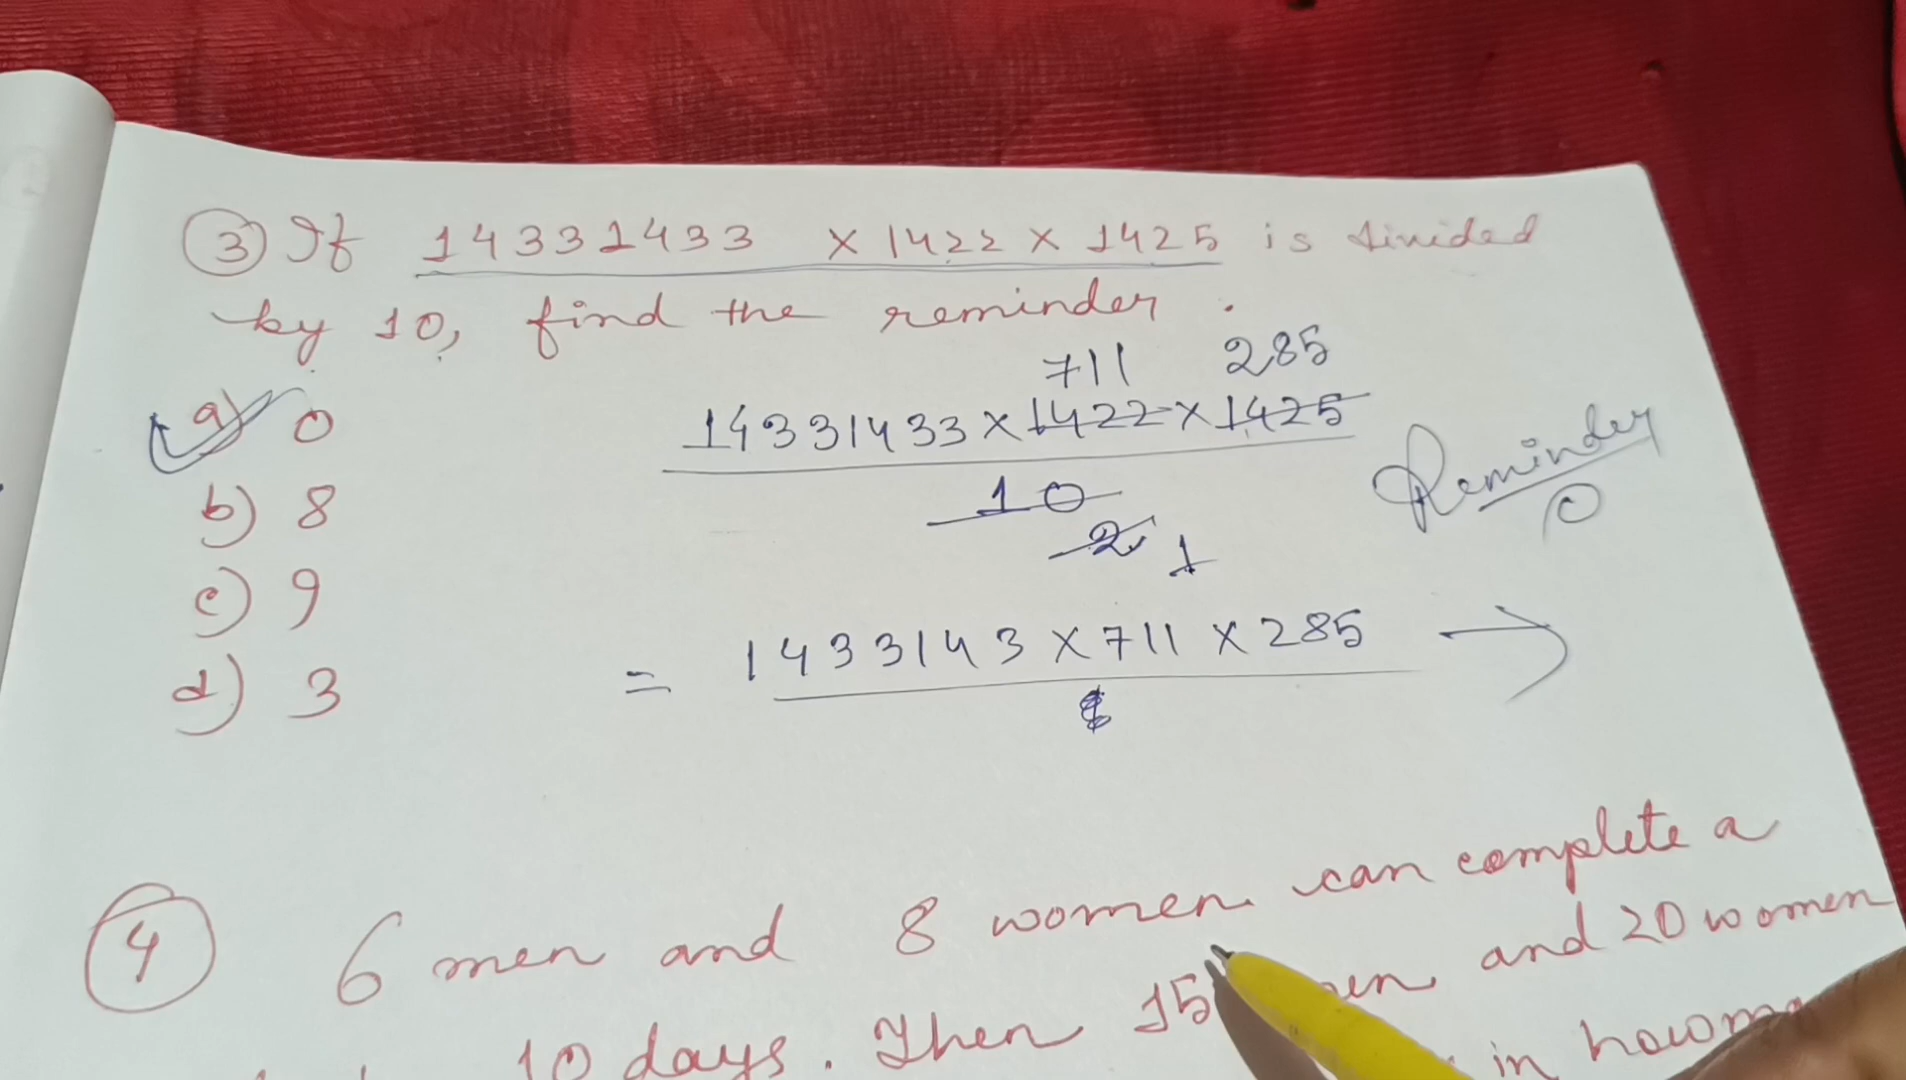 3) If 14331433 x 1422 x 1425 is divided
by 10, find the reminder.
a) 0
b) 8
c) 9
d) 3
711 285
14331433 x 1422 x 1425
10
2 1
Reminder
0
= 1433143 x 711 x 285 →
4 6 men and 8 women can complete a
10 days. Then 15 men and 20 women
in how